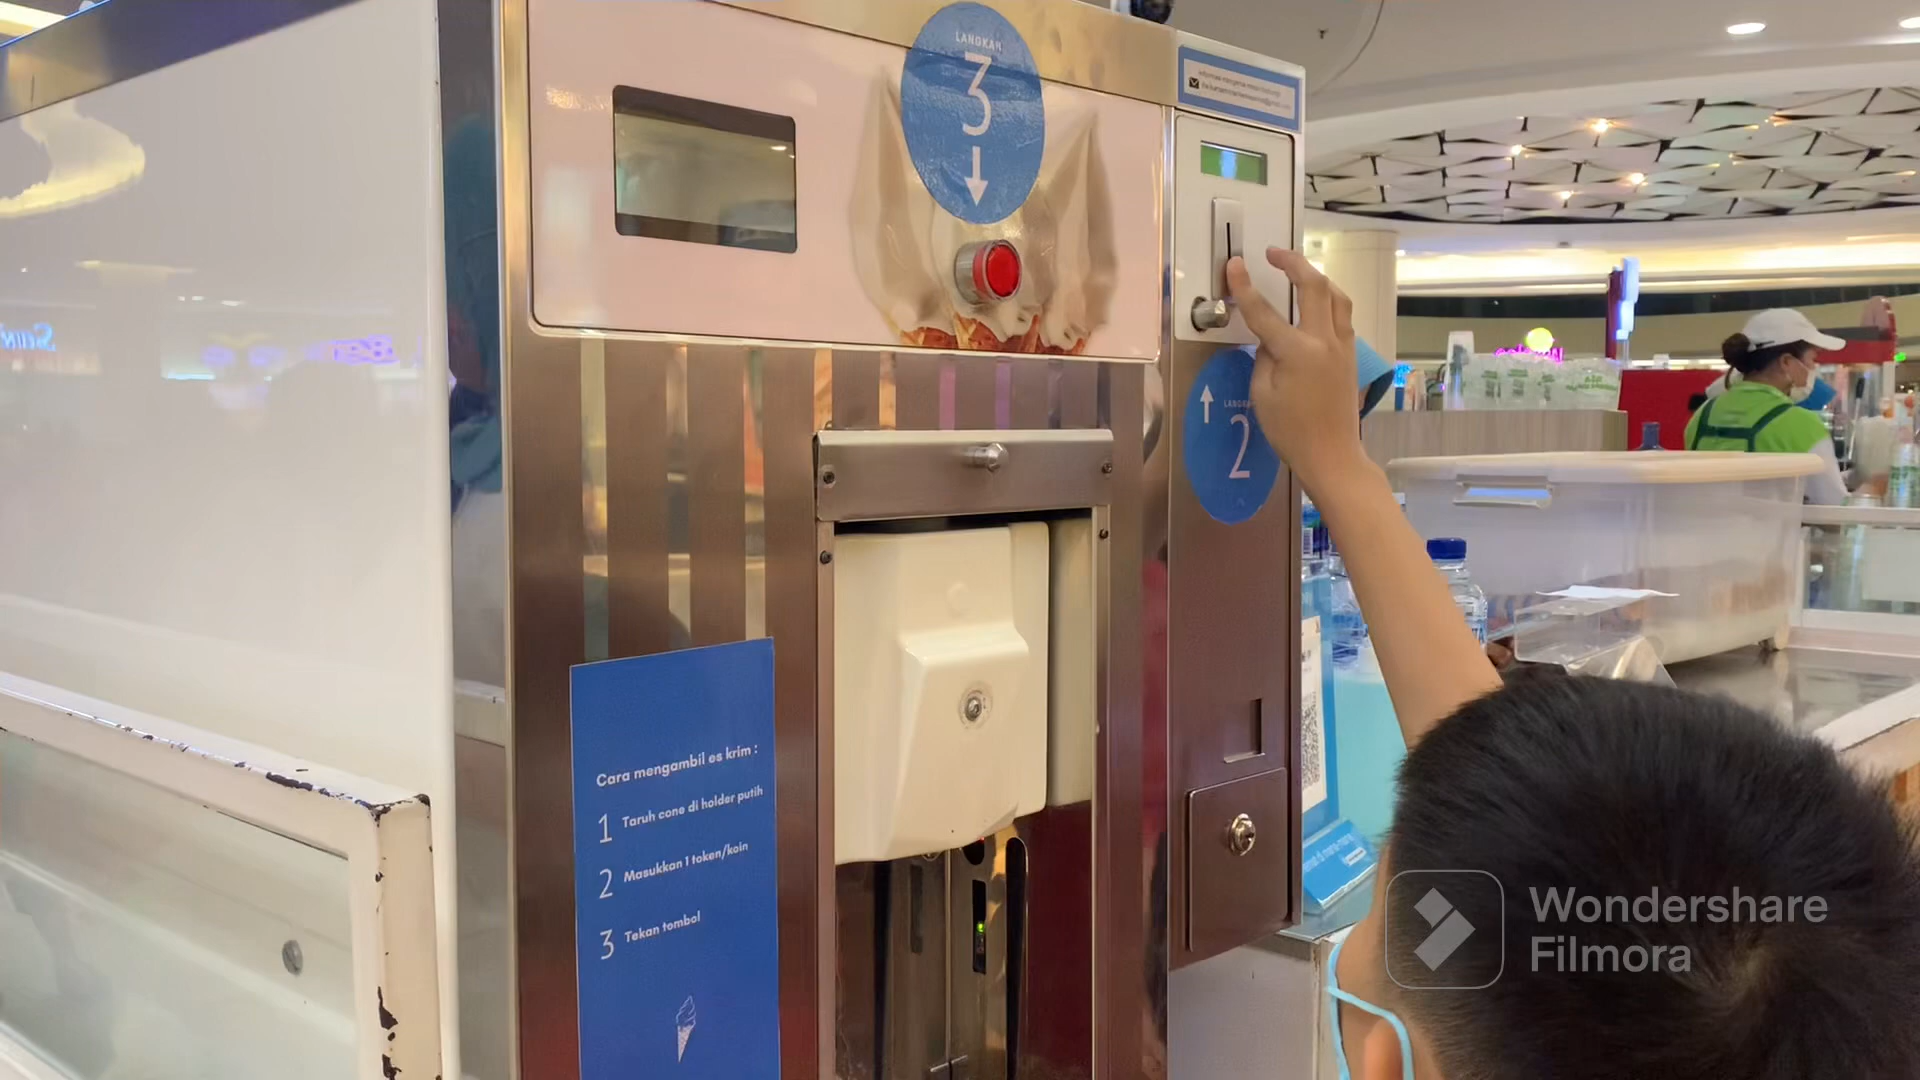 LANGKAH
3
LANGKAH
2
Cara mengambil es krim :
1 Taruh cone di holder putih
2 Masukkan 1 token/koin
3 Tekan tombol
Wondershare
Filmora